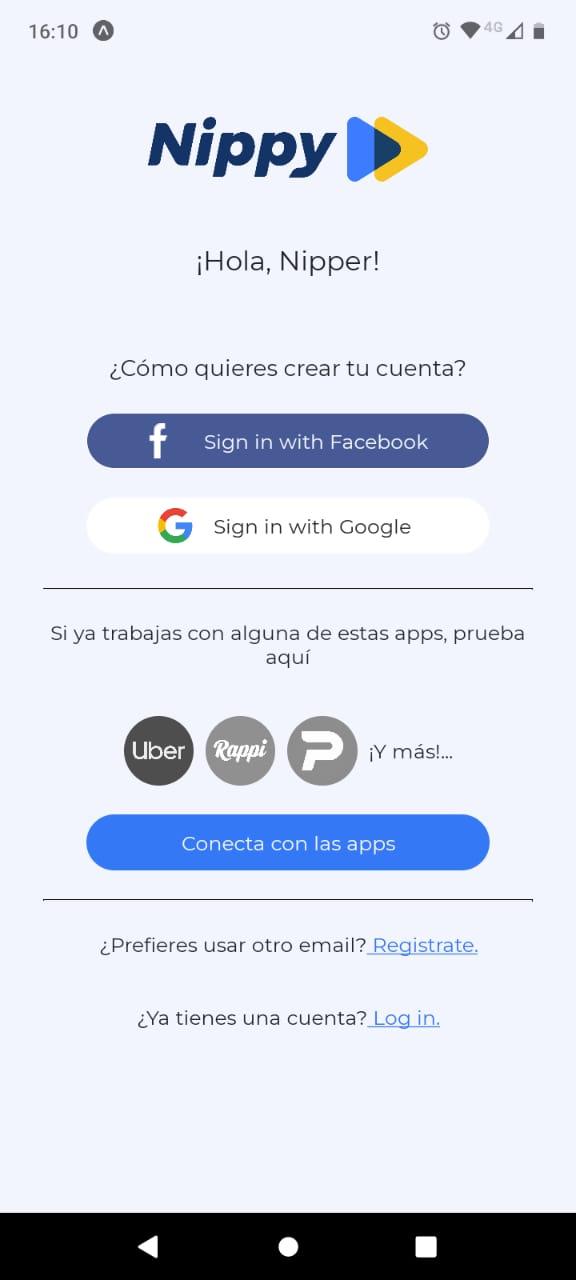 16:10
4G
Nippy
¡Hola, Nipper!
¿Cómo quieres crear tu cuenta?
Sign in with Facebook
Sign in with Google
Si ya trabajas con alguna de estas apps, prueba
aquí
Uber Rappi ¡Y más!...
Conecta con las apps
¿Prefieres usar otro email? Registrate.
¿Ya tienes una cuenta? Log in.